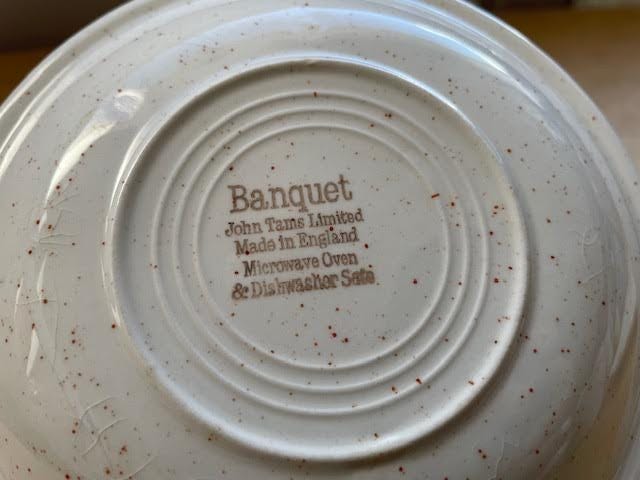 Banquet
John Tams Limited
Made in England
Microwave Oven
& Dishwasher Safe